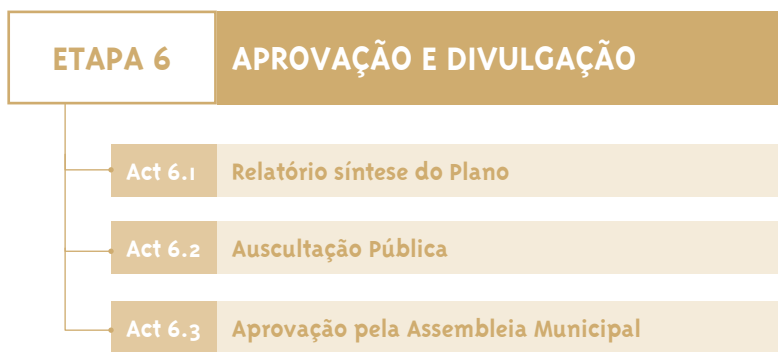 ETAPA 6 APROVAÇÃO E DIVULGAÇÃO
Act 6.1 Relatório síntese do Plano
Act 6.2 Auscultação Pública
Act 6.3 Aprovação pela Assembleia Municipal